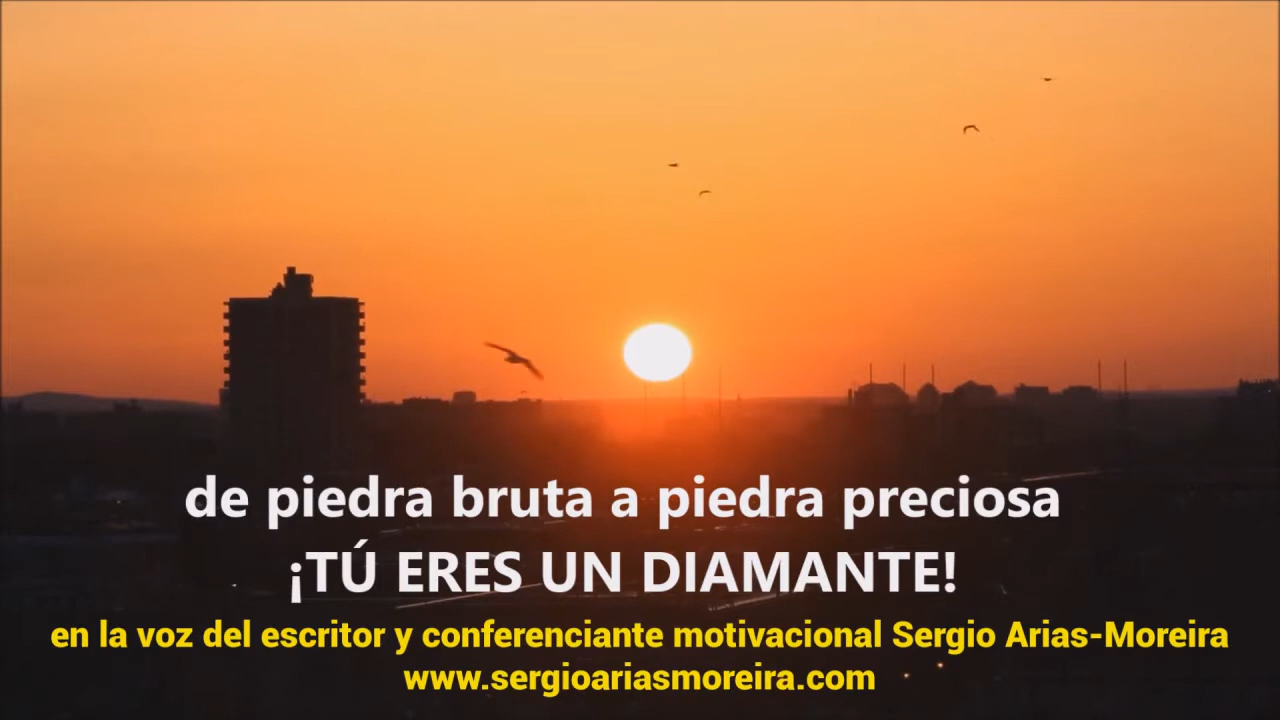 de piedra bruta a piedra preciosa
¡TÚ ERES UN DIAMANTE!
en la voz del escritor y conferenciante motivacional Sergio Arias-Moreira
www.sergioariasmoreira.com